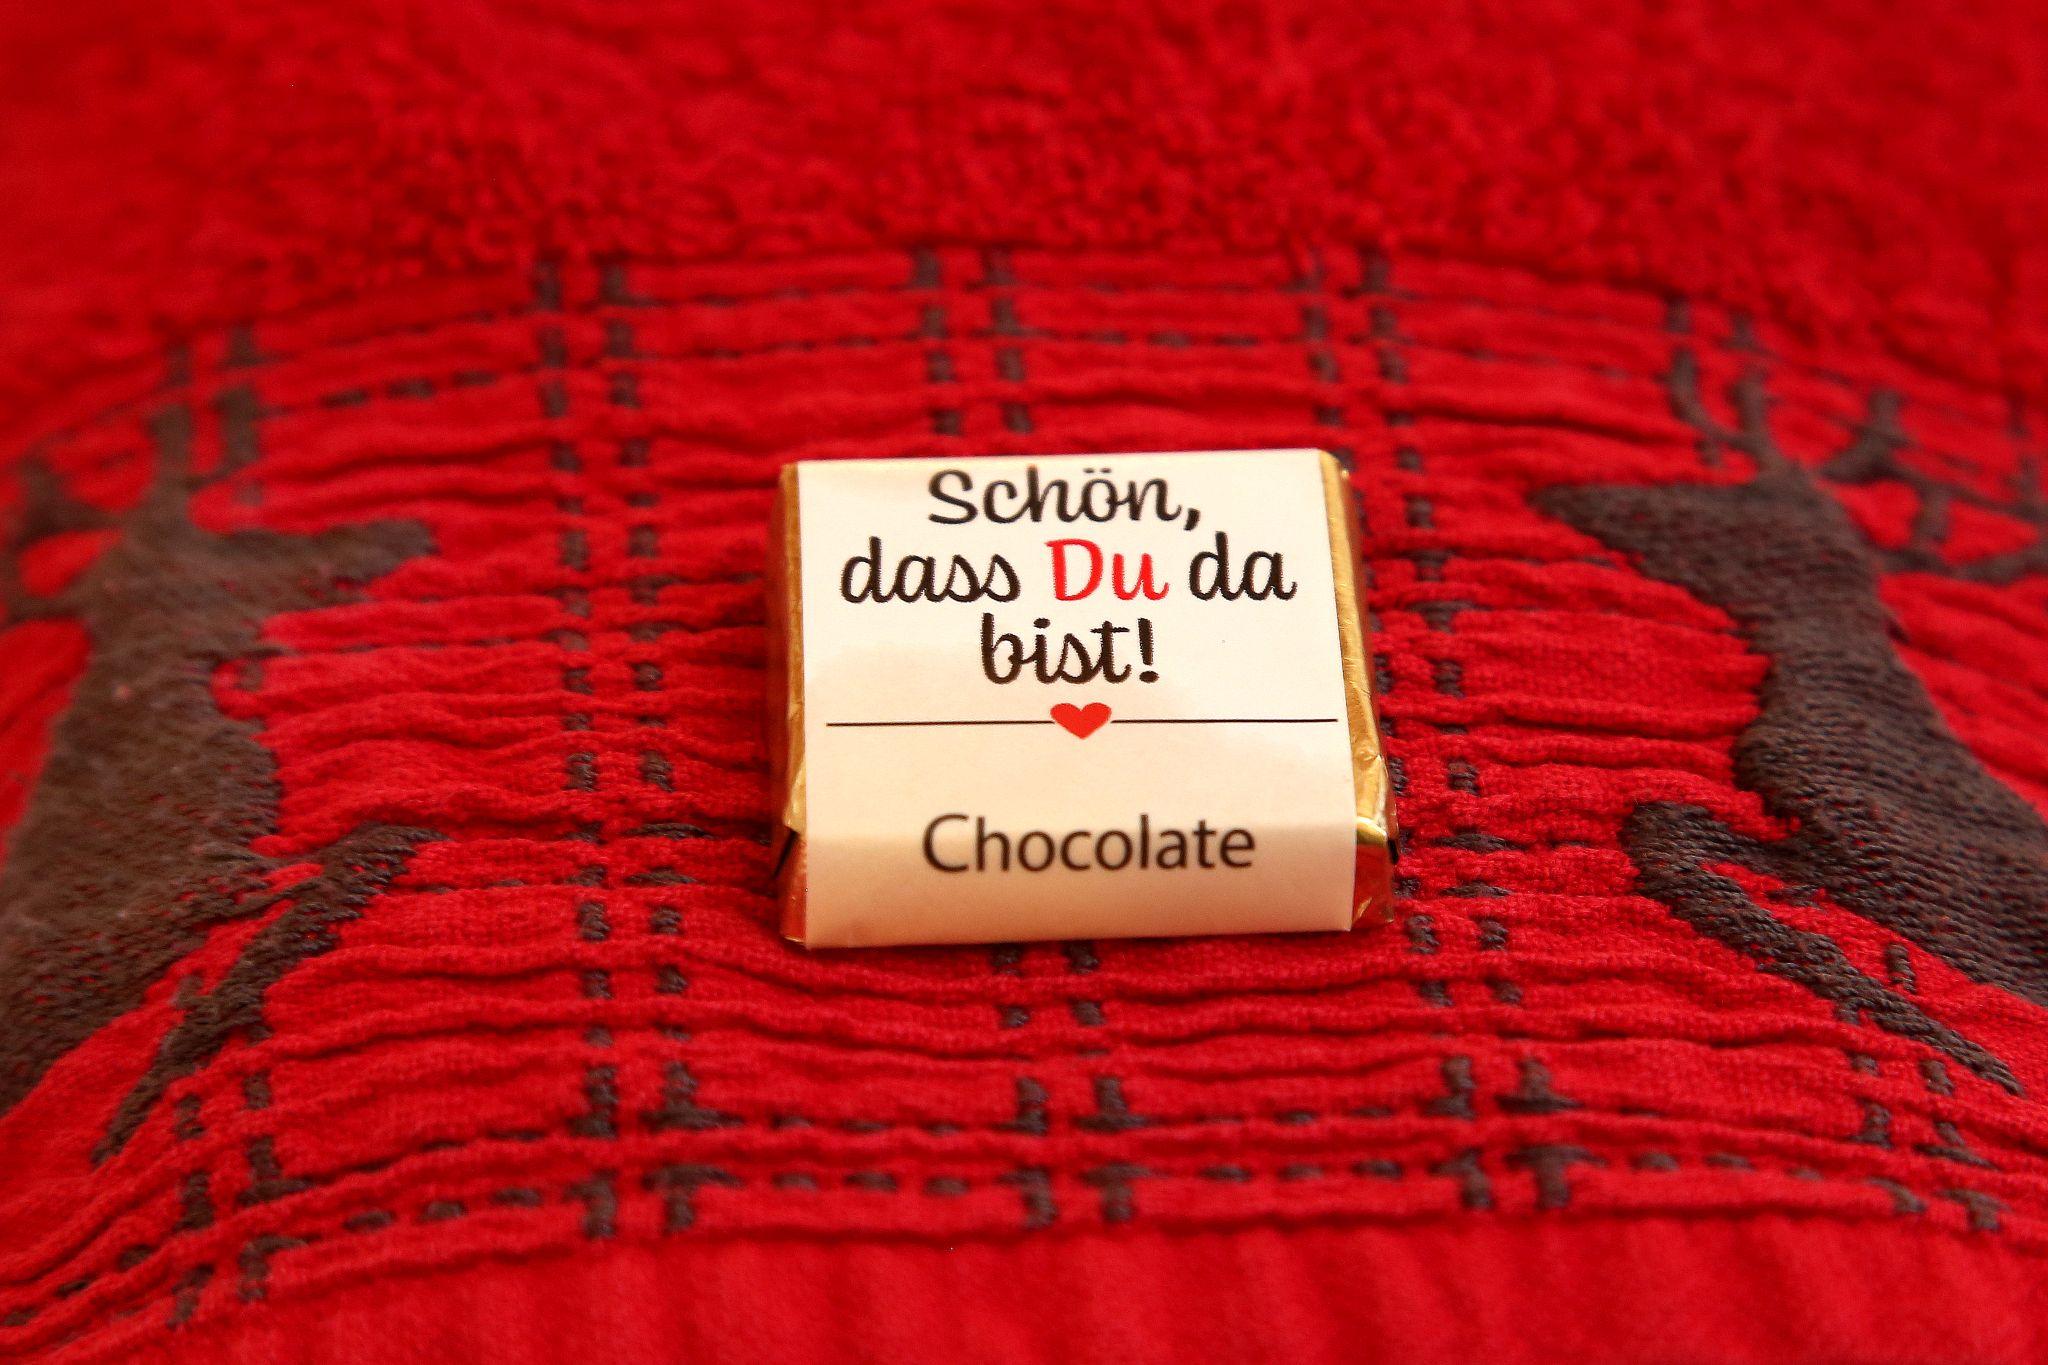 Schön,
dass Du da
bist!
Chocolate